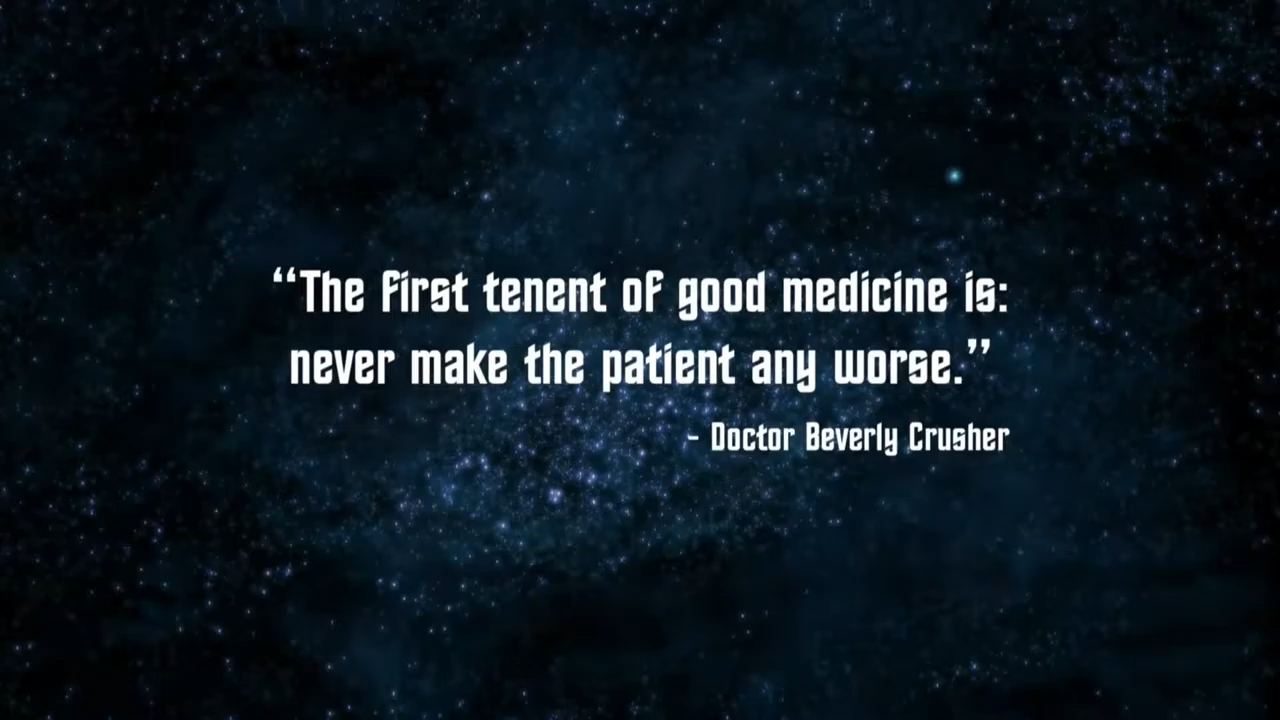 “The first tenent of good medicine is:
never make the patient any worse.”
- Doctor Beverly Crusher